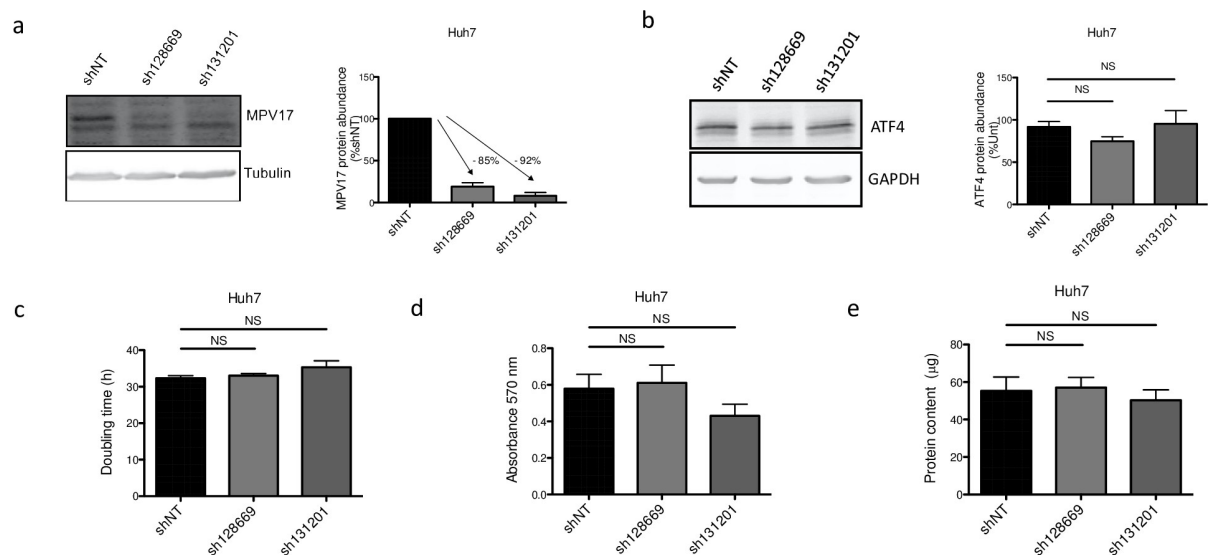 a
shNT
sh128669
sh131201
MPV17
Tubulin
Huh7
MPV17 protein abundance
(%shNT)
150
100
50
0
- 85%
- 92%
shNT
sh128669
sh131201
b
shNT
sh128669
sh131201
ATF4
GAPDH
Huh7
ATF4 protein abundance
(%Unt)
150
100
50
0
NS
NS
shNT
sh128669
sh131201
c
Huh7
Doubling time (h)
40
30
20
10
0
NS
NS
shNT
sh128669
sh131201
d
Huh7
Absorbance 570 nm
0.8
0.6
0.4
0.2
0.0
NS
NS
shNT
sh128669
sh131201
e
Huh7
Protein content (µg)
80
60
40
20
0
NS
NS
shNT
sh128669
sh131201